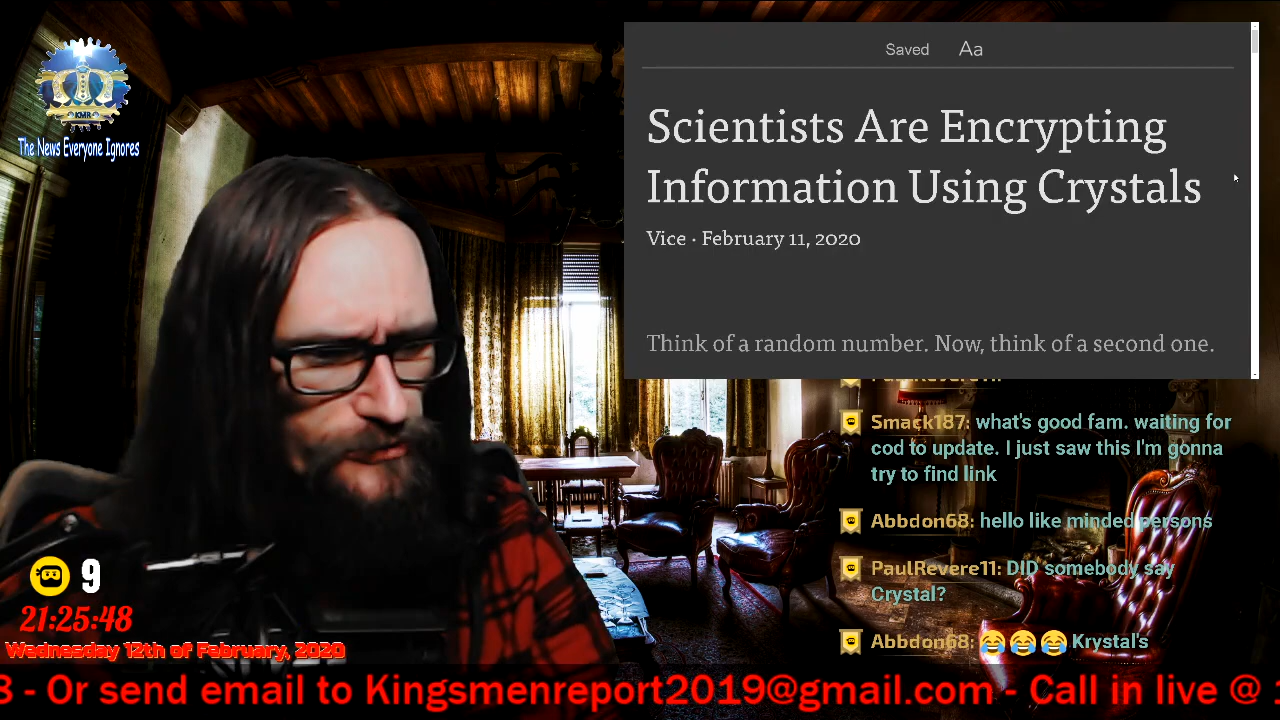 KMR
The News Everyone Ignores
Saved Aa
Scientists Are Encrypting
Information Using Crystals
Vice · February 11, 2020
Think of a random number. Now, think of a second one.
Smack187: what's good fam. waiting for
cod to update. I just saw this I'm gonna
try to find link
Abbdon68: hello like minded persons
PaulRevere11: DID somebody say
Crystal?
Abbdon68: 😂😂😂 Krystal's
9
21:25:48
Wednesday 12th of February, 2020
8 - Or send email to Kingsmenreport2019@gmail.com - Call in live @